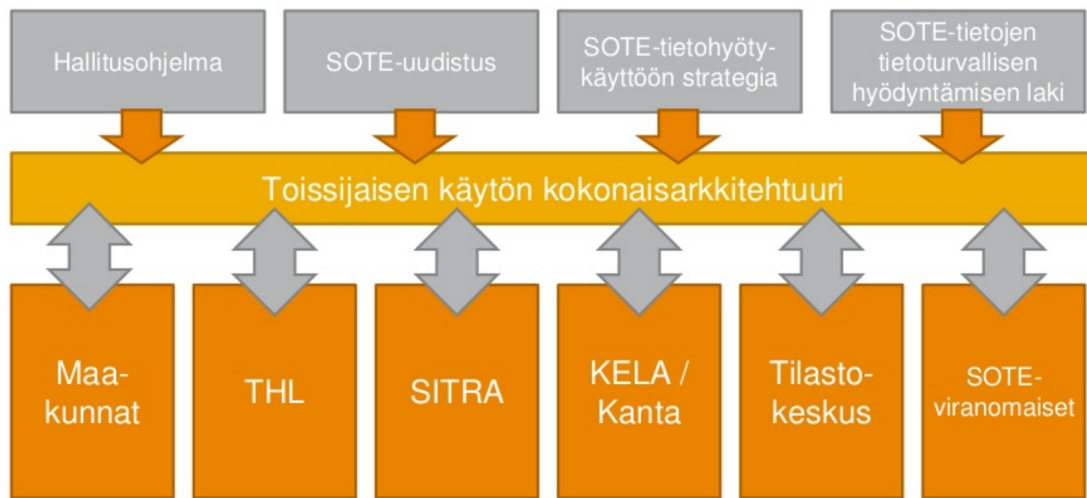 Hallitusohjelma
SOTE-uudistus
SOTE-tietohyöty-
käyttöön strategia
SOTE-tietojen
tietoturvallisen
hyödyntämisen laki
Toissijaisen käytön kokonaisarkkitehtuuri
Maa-
kunnat
THL
SITRA
KELA /
Kanta
Tilasto-
keskus
SOTE-
viranomaiset